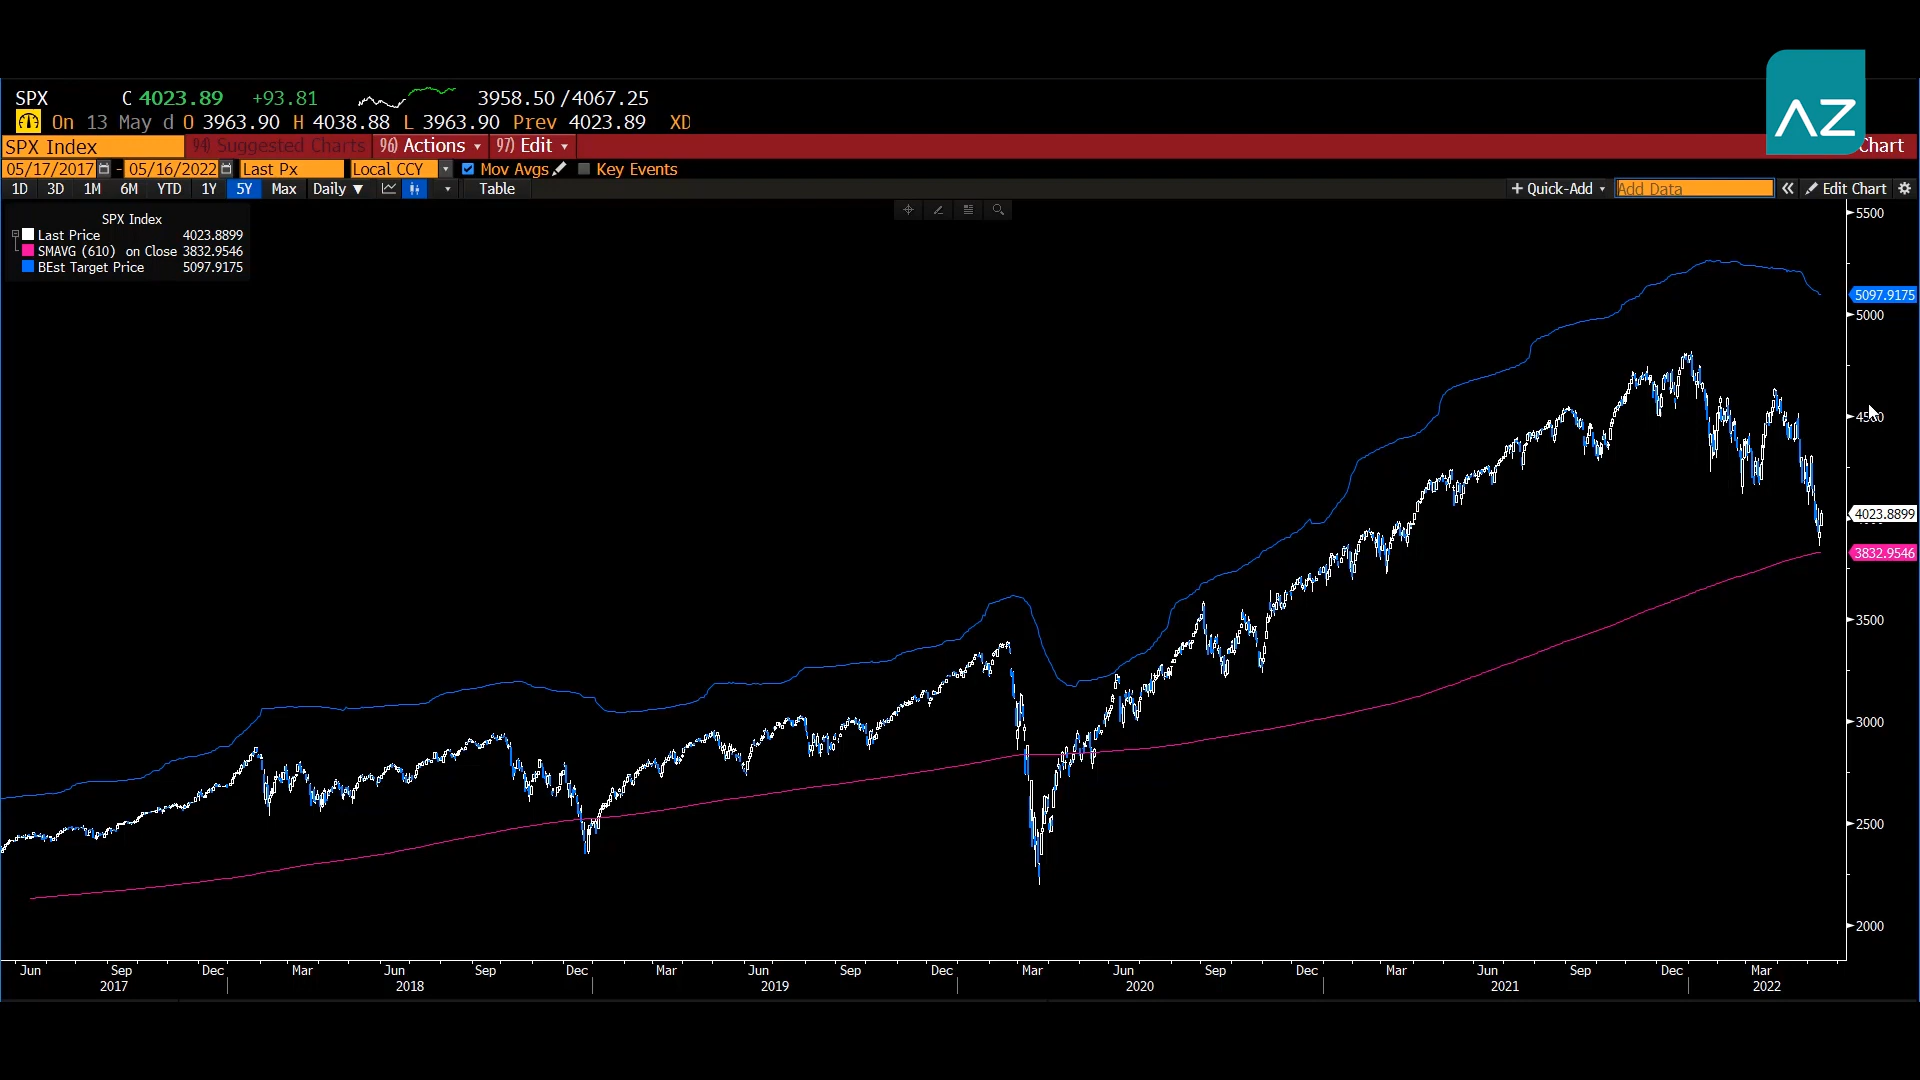 AZ
SPX C 4023.89 +93.81 3958.50 /4067.25
On 13 May d O 3963.90 H 4038.88 L 3963.90 Prev 4023.89 XD
SPX Index 94) Suggested Charts 96) Actions 97) Edit Chart
05/17/2017 - 05/16/2022 Last Px Local CCY Mov Avgs Key Events
1D 3D 1M 6M YTD 1Y 5Y Max Daily ▼ Table + Quick-Add Add Data « Edit Chart
SPX Index
Last Price 4023.8899
SMAVG (610) on Close 3832.9546
BEst Target Price 5097.9175
5500
5097.9175
5000
4500
4023.8899
3832.9546
3500
3000
2500
2000
Jun Sep Dec Mar Jun Sep Dec Mar Jun Sep Dec Mar Jun Sep Dec Mar Jun Sep Dec Mar
2017 2018 2019 2020 2021 2022